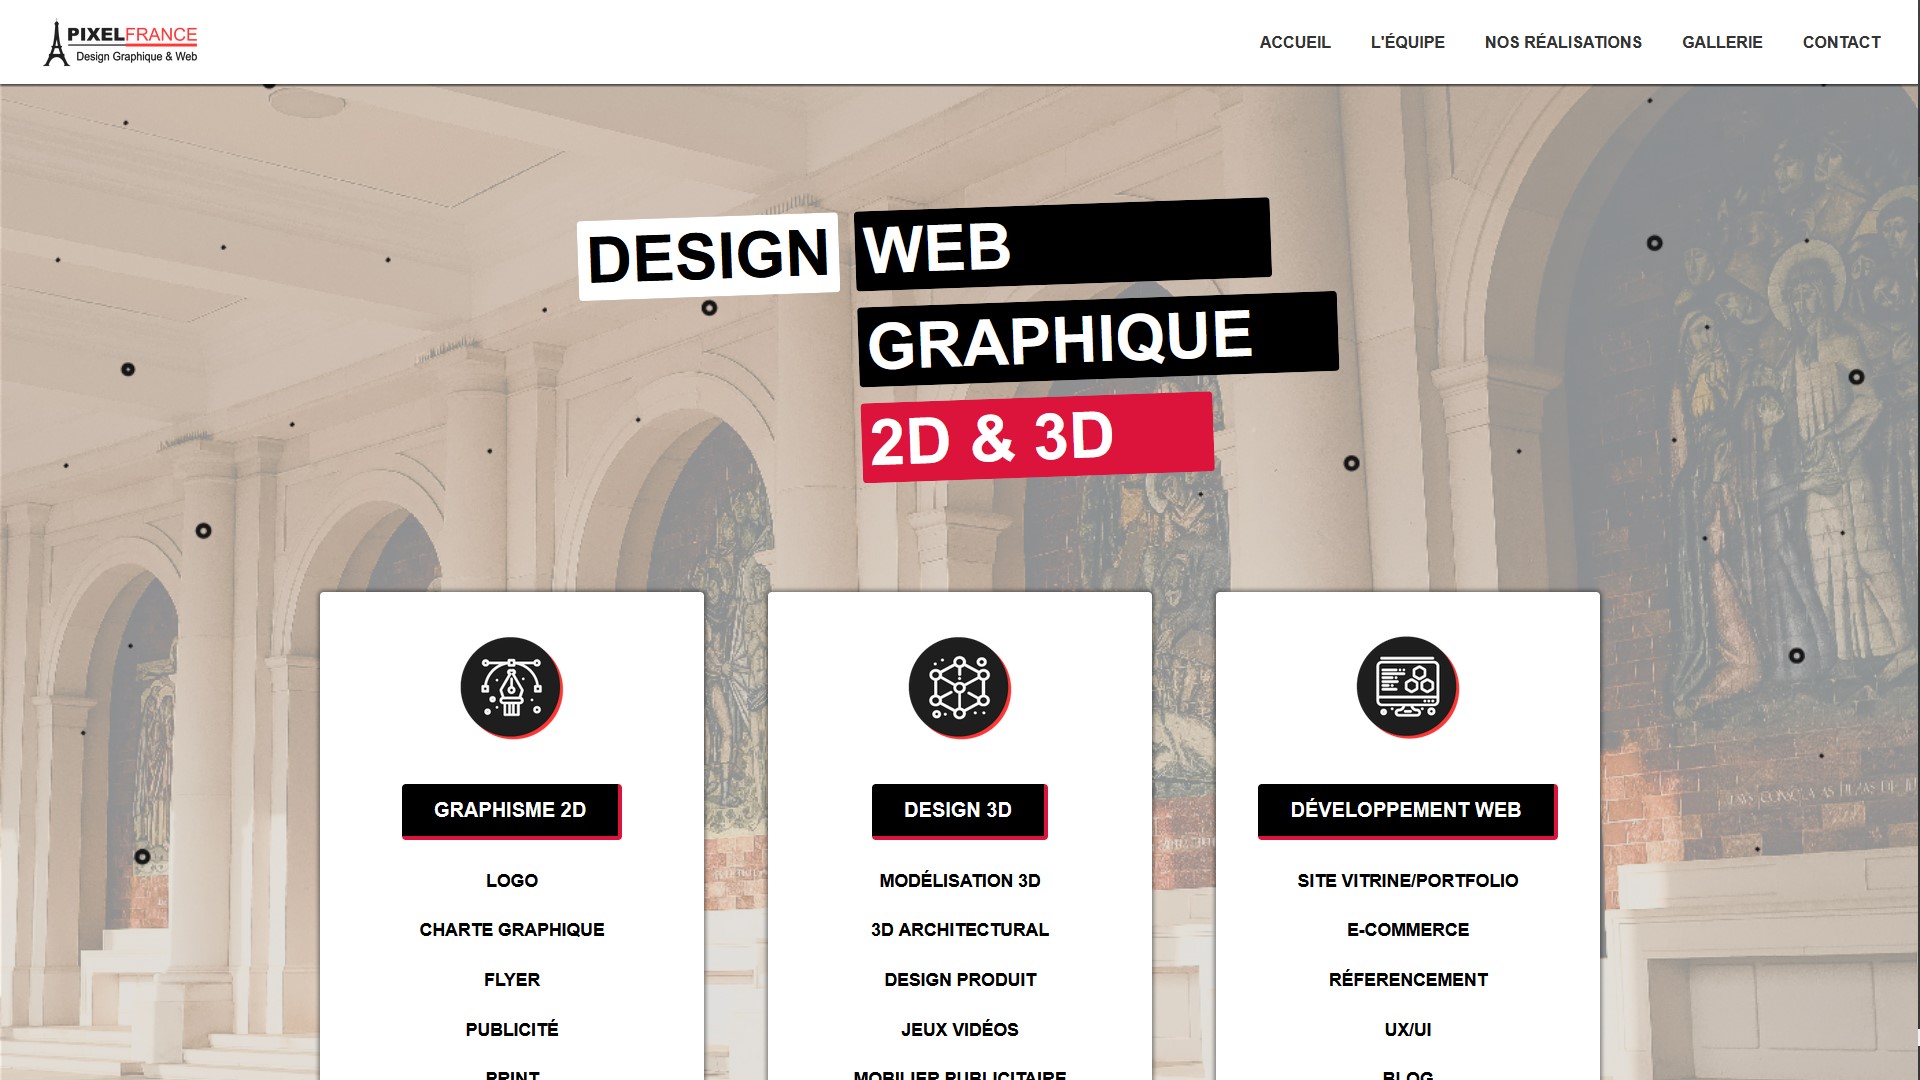 PIXELFRANCE
Design Graphique & Web
ACCUEIL
L'ÉQUIPE
NOS RÉALISATIONS
GALLERIE
CONTACT
DESIGN WEB
GRAPHIQUE
2D & 3D
GRAPHISME 2D
LOGO
CHARTE GRAPHIQUE
FLYER
PUBLICITÉ
PRINT
DESIGN 3D
MODÉLISATION 3D
3D ARCHITECTURAL
DESIGN PRODUIT
JEUX VIDÉOS
MOBILIER PUBLICITAIRE
DÉVELOPPEMENT WEB
SITE VITRINE/PORTFOLIO
E-COMMERCE
RÉFERENCEMENT
UX/UI
BLOG